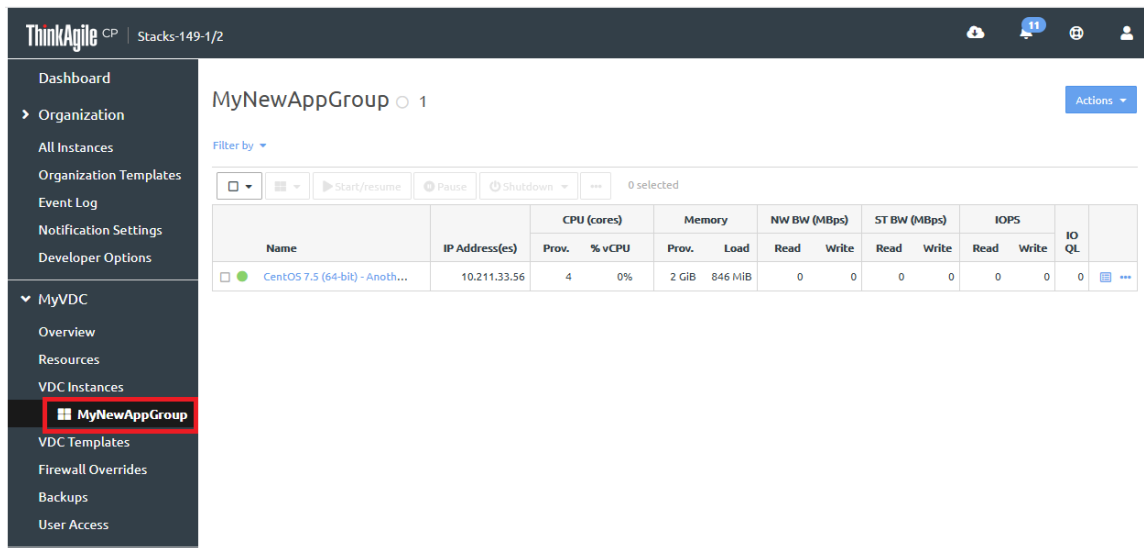 ThinkAgile CP | Stacks-149-1/2
11
Dashboard
Organization
All Instances
Organization Templates
Event Log
Notification Settings
Developer Options
MyVDC
Overview
Resources
VDC Instances
MyNewAppGroup
VDC Templates
Firewall Overrides
Backups
User Access
MyNewAppGroup 1
Actions
Filter by
Start/resume Pause Shutdown 0 selected
CPU (cores) Memory NW BW (MBps) ST BW (MBps) IOPS IO QL
Name IP Address(es) Prov. % vCPU Prov. Load Read Write Read Write Read Write
CentOS 7.5 (64-bit) - Anoth... 10.211.33.56 4 0% 2 GiB 846 MiB 0 0 0 0 0 0 0